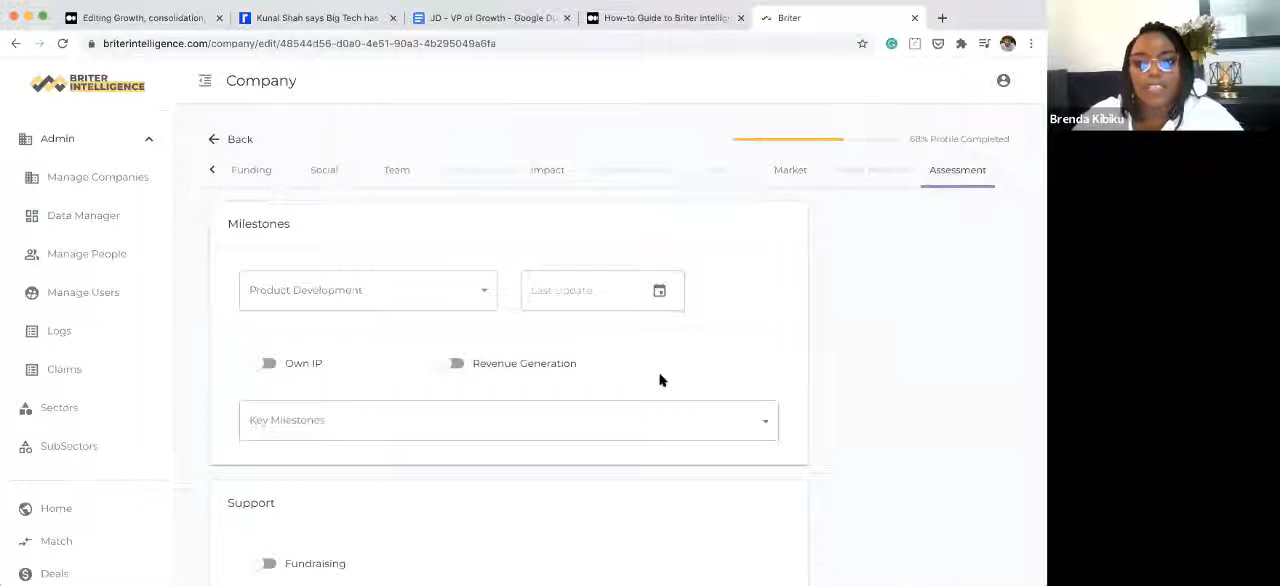 Editing Growth, consolidation,
Kunal Shah says Big Tech has
JD - VP of Growth - Google Do
How-to Guide to Briter Intellig
Briter
briterintelligence.com/company/edit/48544d56-d0a0-4e51-90a3-4b295049a6fa
BRITER
INTELLIGENCE
Company
Brenda Kibiku
Admin
Back
68% Profile Completed
Funding
Social
Team
Impact
Market
Assessment
Manage Companies
Data Manager
Milestones
Manage People
Manage Users
Product Development
Last Update
Logs
Claims
Own IP
Revenue Generation
Sectors
Key Milestones
SubSectors
Support
Home
Match
Fundraising
Deals